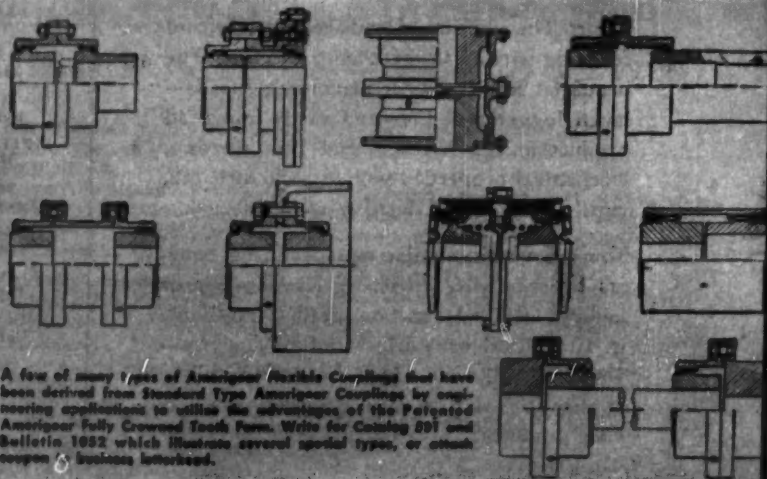 A few of many types of Amerigear Flexible Couplings that have
been derived from Standard Type Amerigear Couplings by engi-
neering applications to utilize the advantages of the Patented
Amerigear Fully Crowned Tooth Form. Write for Catalog 501 and
Bulletin 1052 which illustrate several special types, or attach
coupon to business letterhead.